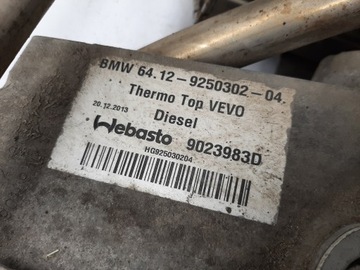 BMW 64.12-9250302-04
Thermo Top VEVO
20.12.2013
Diesel
Webasto 9023983D
HG925030204